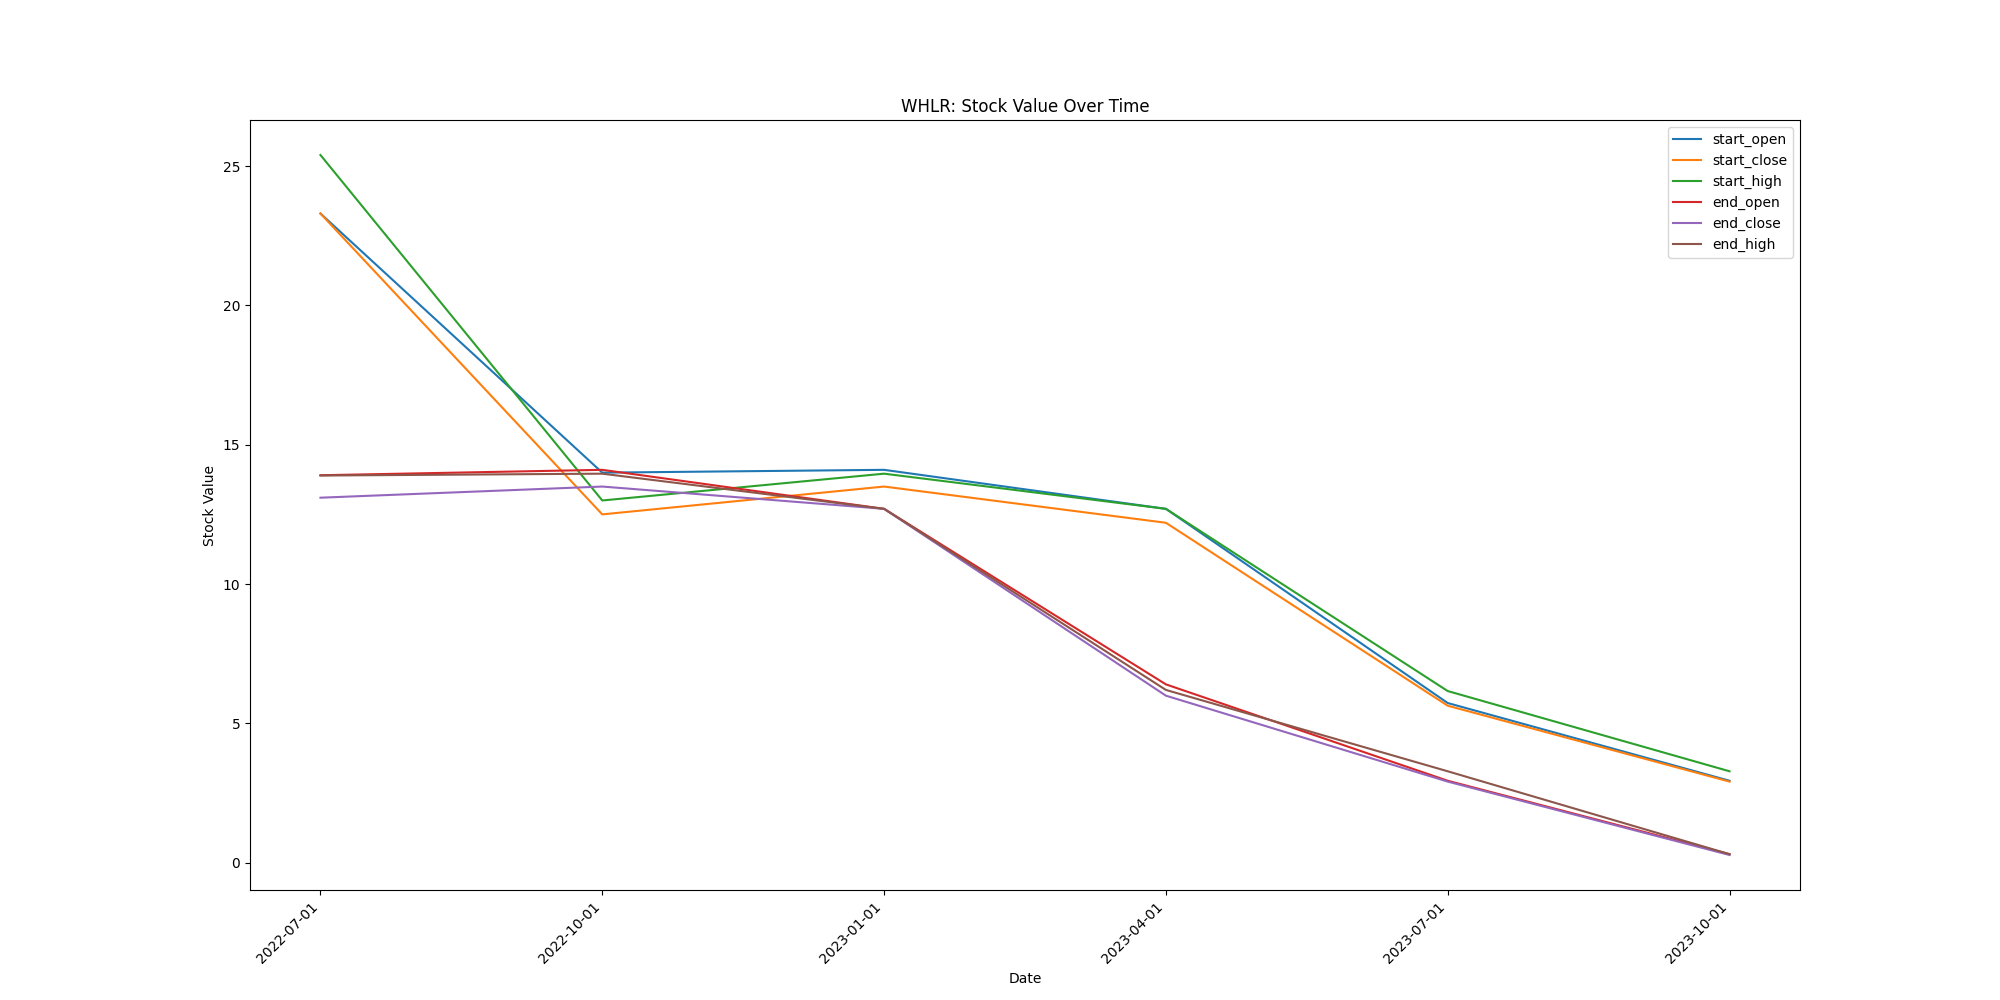 WHLR: Stock Value Over Time
start_open
start_close
start_high
end_open
end_close
end_high
Stock Value
25
20
15
10
5
0
2022-07-01
2022-10-01
2023-01-01
2023-04-01
2023-07-01
2023-10-01
Date